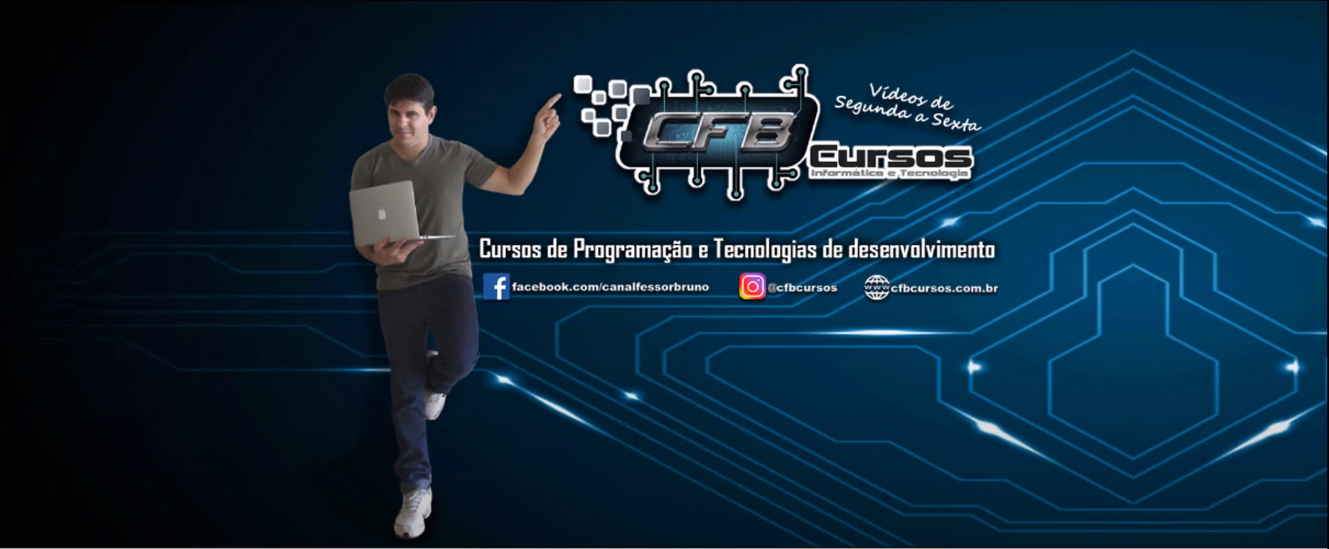 CFB
Cursos
Informática e Tecnologia
Vídeos de
Segunda a Sexta
Cursos de Programação e Tecnologias de desenvolvimento
facebook.com/canalfessorbruno
@cfbcursos
www
cfbcursos.com.br